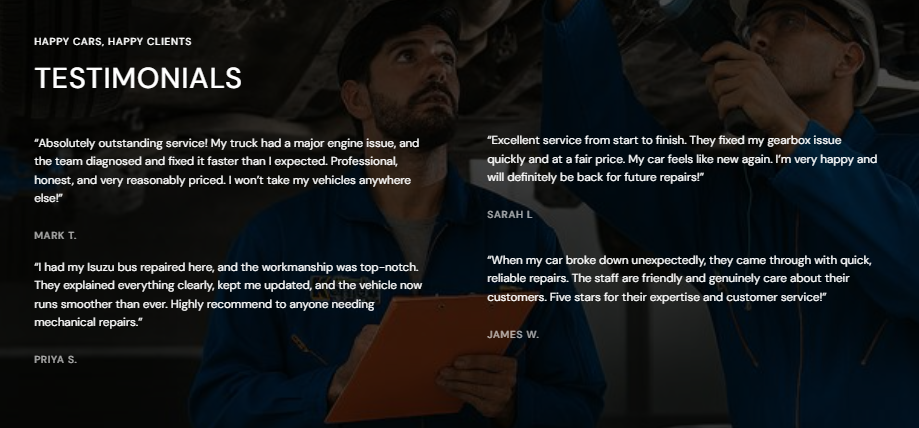 HAPPY CARS, HAPPY CLIENTS
TESTIMONIALS
“Absolutely outstanding service! My truck had a major engine issue, and
the team diagnosed and fixed it faster than I expected. Professional,
honest, and very reasonably priced. I won’t take my vehicles anywhere
else!”
MARK T.
“I had my Isuzu bus repaired here, and the workmanship was top-notch.
They explained everything clearly, kept me updated, and the vehicle now
runs smoother than ever. Highly recommend to anyone needing
mechanical repairs.”
PRIYA S.
“Excellent service from start to finish. They fixed my gearbox issue
quickly and at a fair price. My car feels like new again. I’m very happy and
will definitely be back for future repairs!”
SARAH L
“When my car broke down unexpectedly, they came through with quick,
reliable repairs. The staff are friendly and genuinely care about their
customers. Five stars for their expertise and customer service!”
JAMES W.